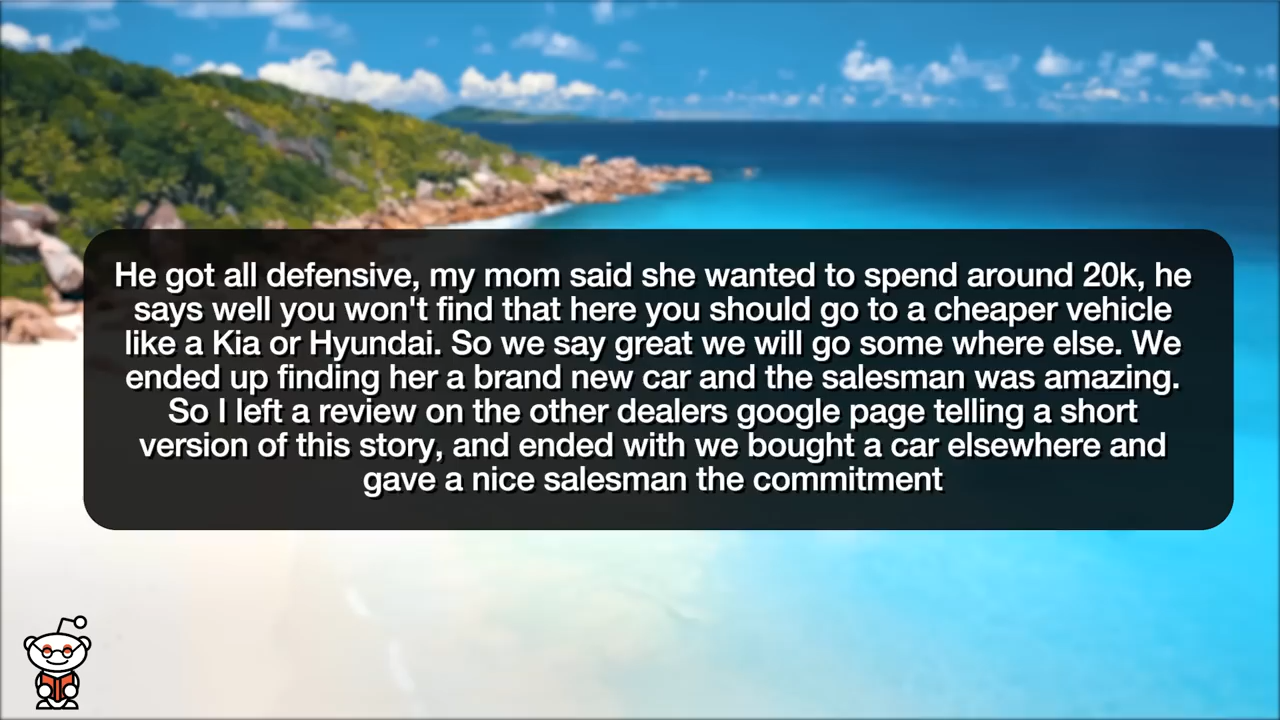 He got all defensive, my mom said she wanted to spend around 20k, he
says well you won't find that here you should go to a cheaper vehicle
like a Kia or Hyundai. So we say great we will go some where else. We
ended up finding her a brand new car and the salesman was amazing.
So I left a review on the other dealers google page telling a short
version of this story, and ended with we bought a car elsewhere and
gave a nice salesman the commitment